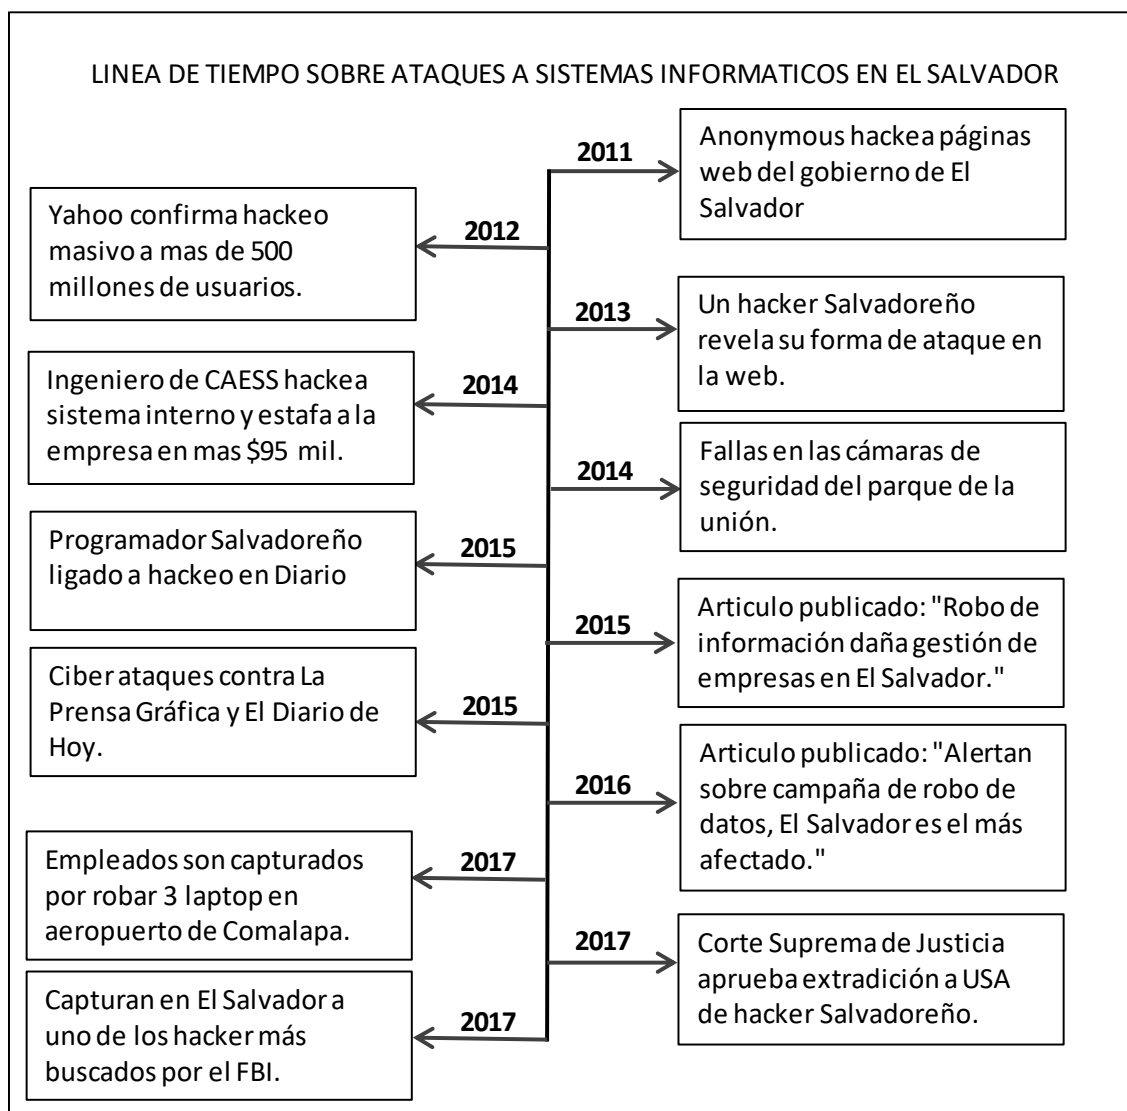 LINEA DE TIEMPO SOBRE ATAQUES A SISTEMAS INFORMATICOS EN EL SALVADOR
2011
Anonymous hackea páginas
web del gobierno de El
Salvador
2012
Yahoo confirma hackeo
masivo a mas de 500
millones de usuarios.
2013
Un hacker Salvadoreño
revela su forma de ataque en
la web.
2014
Ingeniero de CAESS hackea
sistema interno y estafa a la
empresa en mas $95 mil.
2014
Fallas en las cámaras de
seguridad del parque de la
unión.
2015
Programador Salvadoreño
ligado a hackeo en Diario
2015
Articulo publicado: "Robo de
información daña gestión de
empresas en El Salvador."
2015
Ciber ataques contra La
Prensa Gráfica y El Diario de
Hoy.
2016
Articulo publicado: "Alertan
sobre campaña de robo de
datos, El Salvador es el más
afectado."
2017
Empleados son capturados
por robar 3 laptop en
aeropuerto de Comalapa.
2017
Corte Suprema de Justicia
aprueba extradición a USA
de hacker Salvadoreño.
2017
Capturan en El Salvador a
uno de los hacker más
buscados por el FBI.